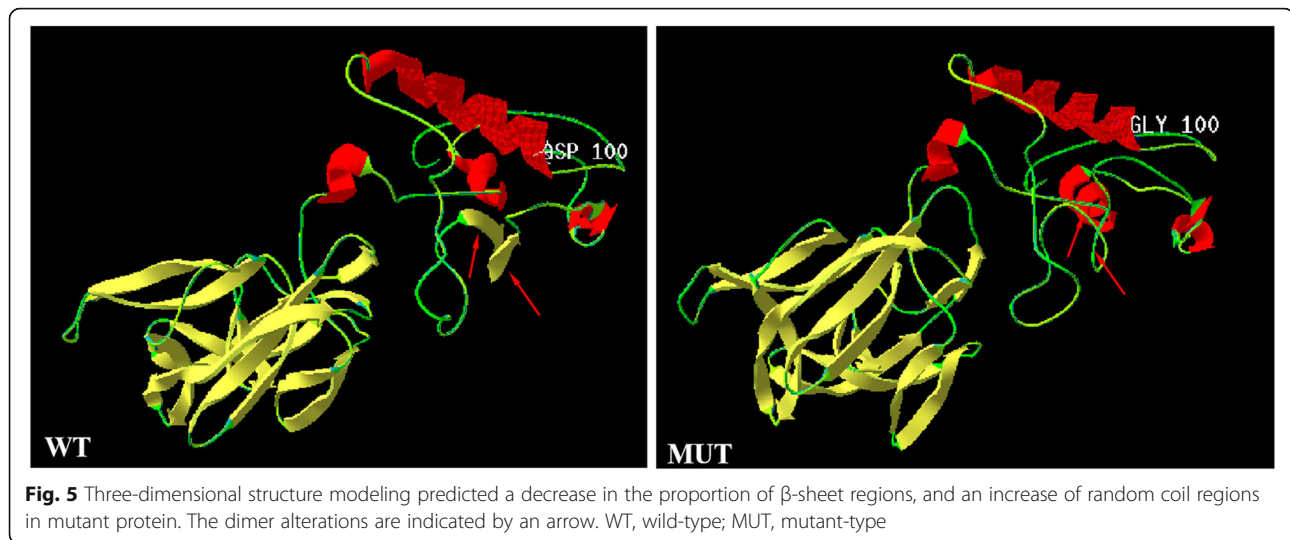 ASP 100
GLY 100
WT
MUT
Fig. 5 Three-dimensional structure modeling predicted a decrease in the proportion of β-sheet regions, and an increase of random coil regions
in mutant protein. The dimer alterations are indicated by an arrow. WT, wild-type; MUT, mutant-type